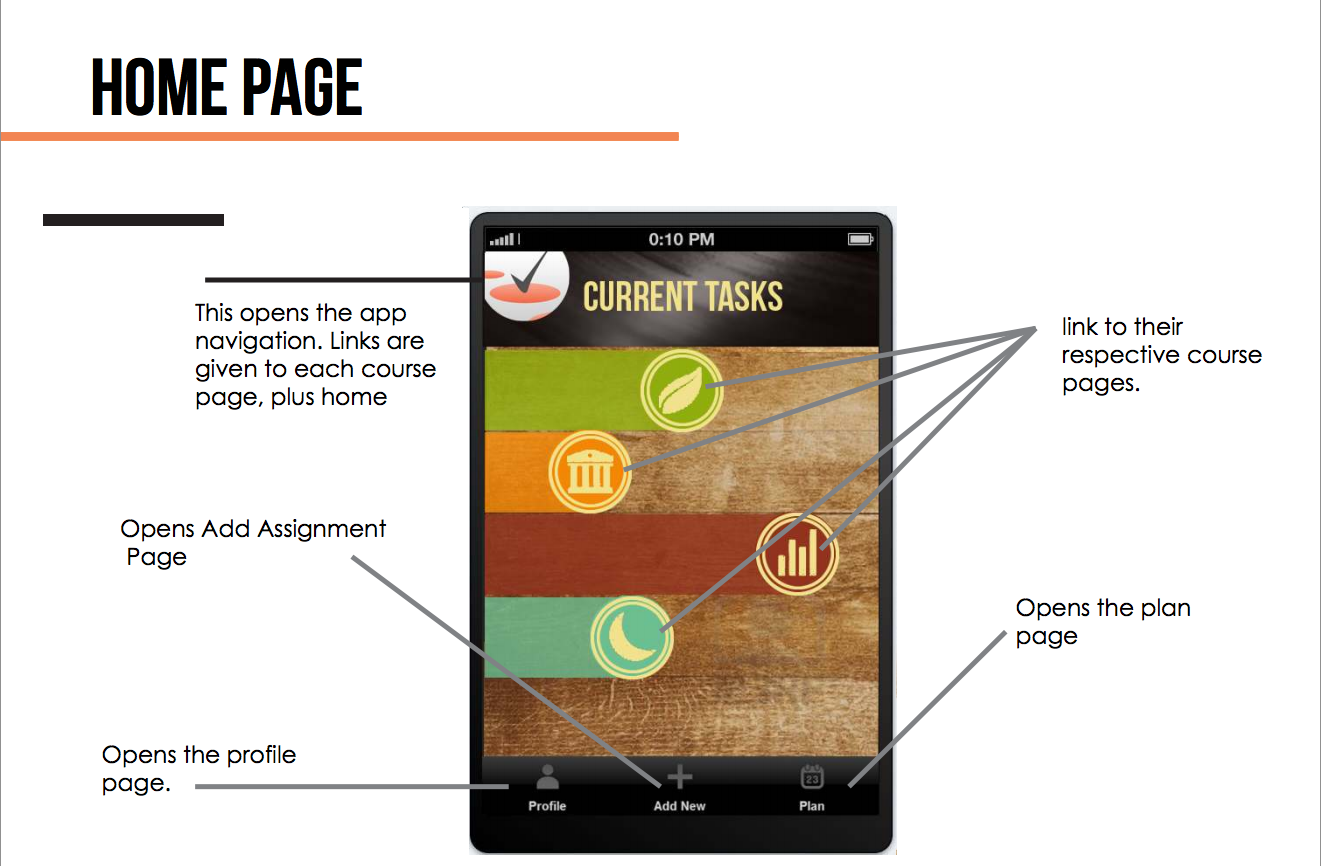 HOME PAGE
0:10 PM
CURRENT TASKS
This opens the app
navigation. Links are
given to each course
page, plus home
link to their
respective course
pages.
Opens Add Assignment
Page
Opens the plan
page
Opens the profile
page.
23
Profile
Add New
Plan